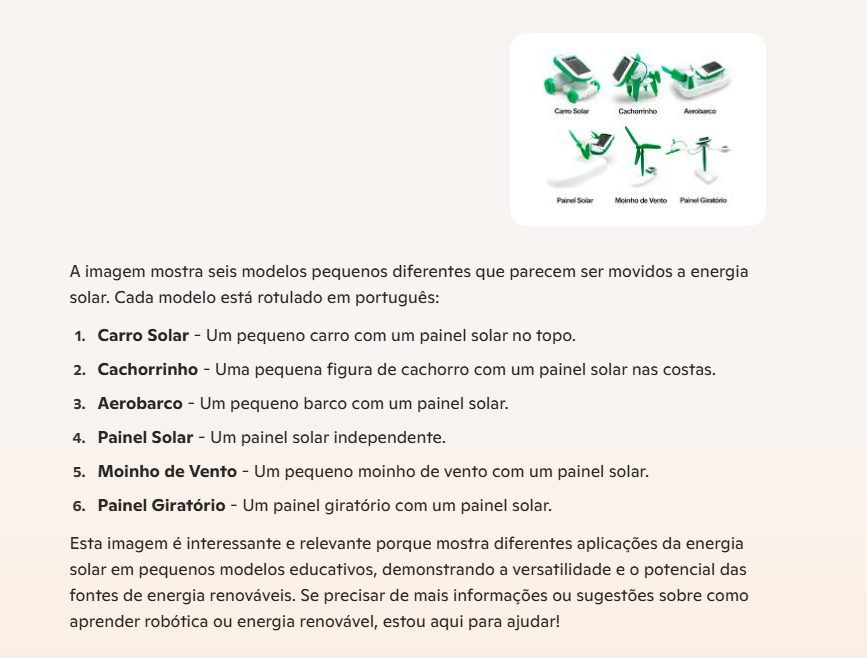 Carro Solar Cachorrinho Aerobarco
Painel Solar Moinho de Vento Painel Giratório
A imagem mostra seis modelos pequenos diferentes que parecem ser movidos a energia
solar. Cada modelo está rotulado em português:
1. Carro Solar - Um pequeno carro com um painel solar no topo.
2. Cachorrinho - Uma pequena figura de cachorro com um painel solar nas costas.
3. Aerobarco - Um pequeno barco com um painel solar.
4. Painel Solar - Um painel solar independente.
5. Moinho de Vento - Um pequeno moinho de vento com um painel solar.
6. Painel Giratório - Um painel giratório com um painel solar.
Esta imagem é interessante e relevante porque mostra diferentes aplicações da energia
solar em pequenos modelos educativos, demonstrando a versatilidade e o potencial das
fontes de energia renováveis. Se precisar de mais informações ou sugestões sobre como
aprender robótica ou energia renovável, estou aqui para ajudar!